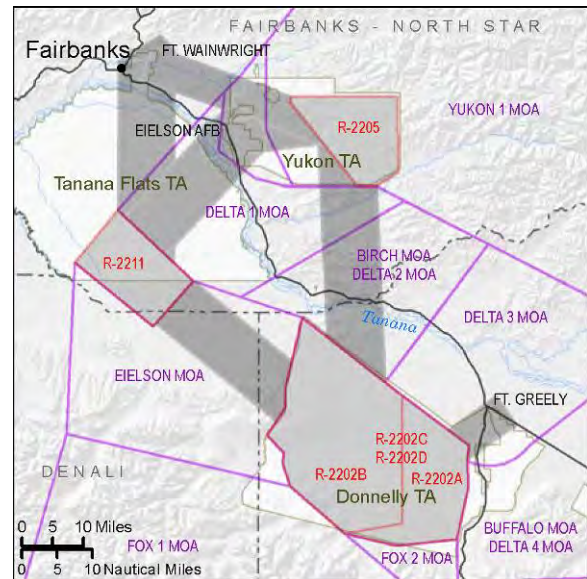 FAIRBANKS - NORTH STAR
Fairbanks
FT. WAINWRIGHT
R-2205
YUKON 1 MOA
EIELSON AFB
Yukon TA
Tanana Flats TA
DELTA 1 MOA
BIRCH MOA
DELTA 2 MOA
R-2211
Tanana
DELTA 3 MOA
EIELSON MOA
FT. GREELY
R-2202C
R-2202D
R-2202B
R-2202A
DENALI
Donnelly TA
BUFFALO MOA
DELTA 4 MOA
FOX 1 MOA
FOX 2 MOA
0 5 10 Miles
0 5 10 Nautical Miles